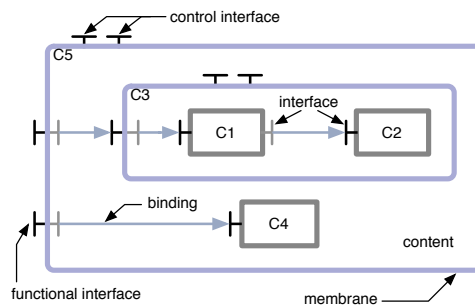 control interface
C5
C3
interface
C1
C2
binding
C4
content
functional interface
membrane